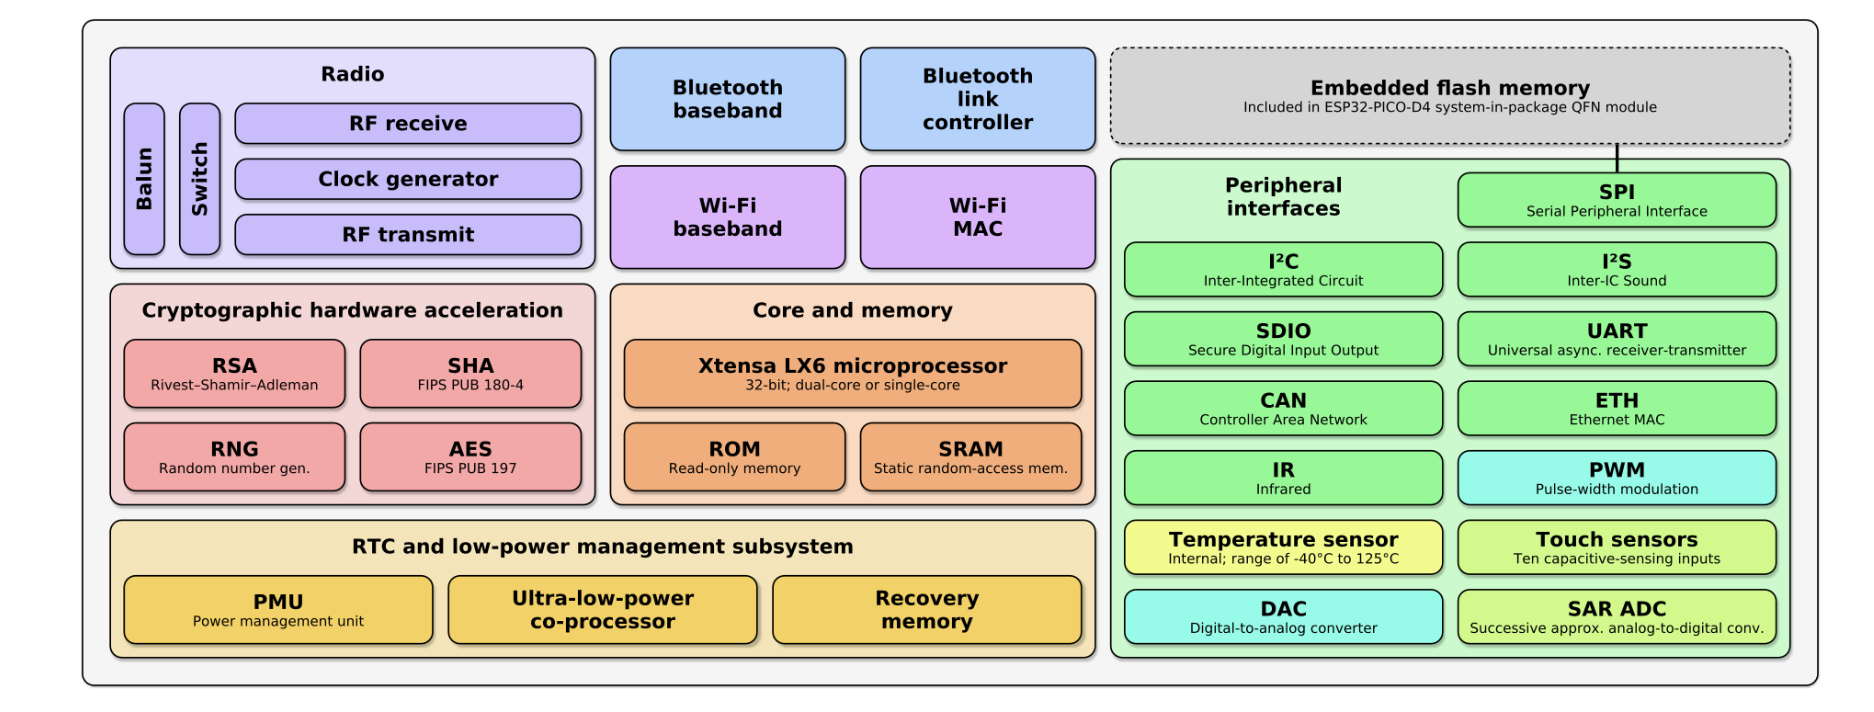 Radio
Balun
Switch
RF receive
Clock generator
RF transmit
Bluetooth
baseband
Bluetooth
link
controller
Wi-Fi
baseband
Wi-Fi
MAC
Embedded flash memory
Included in ESP32-PICO-D4 system-in-package QFN module
Cryptographic hardware acceleration
RSA
Rivest–Shamir–Adleman
SHA
FIPS PUB 180-4
RNG
Random number gen.
AES
FIPS PUB 197
Core and memory
Xtensa LX6 microprocessor
32-bit; dual-core or single-core
ROM
Read-only memory
SRAM
Static random-access mem.
RTC and low-power management subsystem
PMU
Power management unit
Ultra-low-power
co-processor
Recovery
memory
Peripheral
interfaces
SPI
Serial Peripheral Interface
I²C
Inter-Integrated Circuit
I²S
Inter-IC Sound
SDIO
Secure Digital Input Output
UART
Universal async. receiver-transmitter
CAN
Controller Area Network
ETH
Ethernet MAC
IR
Infrared
PWM
Pulse-width modulation
Temperature sensor
Internal; range of -40°C to 125°C
Touch sensors
Ten capacitive-sensing inputs
DAC
Digital-to-analog converter
SAR ADC
Successive approx. analog-to-digital conv.